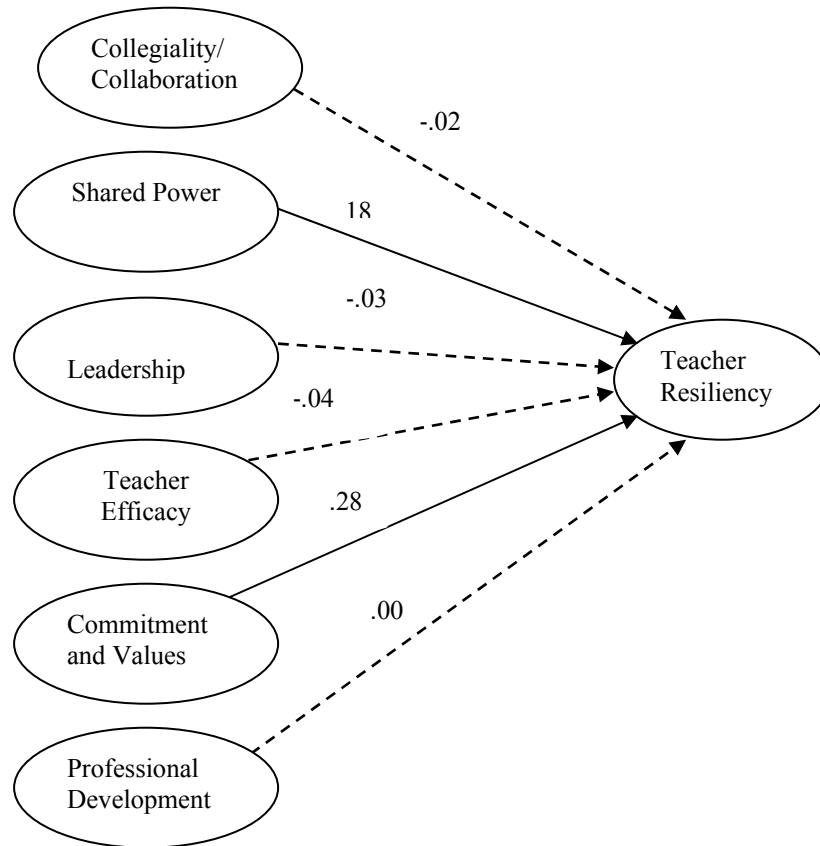 Collegiality/
Collaboration
-.02
Shared Power
18
-.03
Leadership
Teacher
Resiliency
-.04
Teacher
Efficacy
.28
Commitment
and Values
.00
Professional
Development